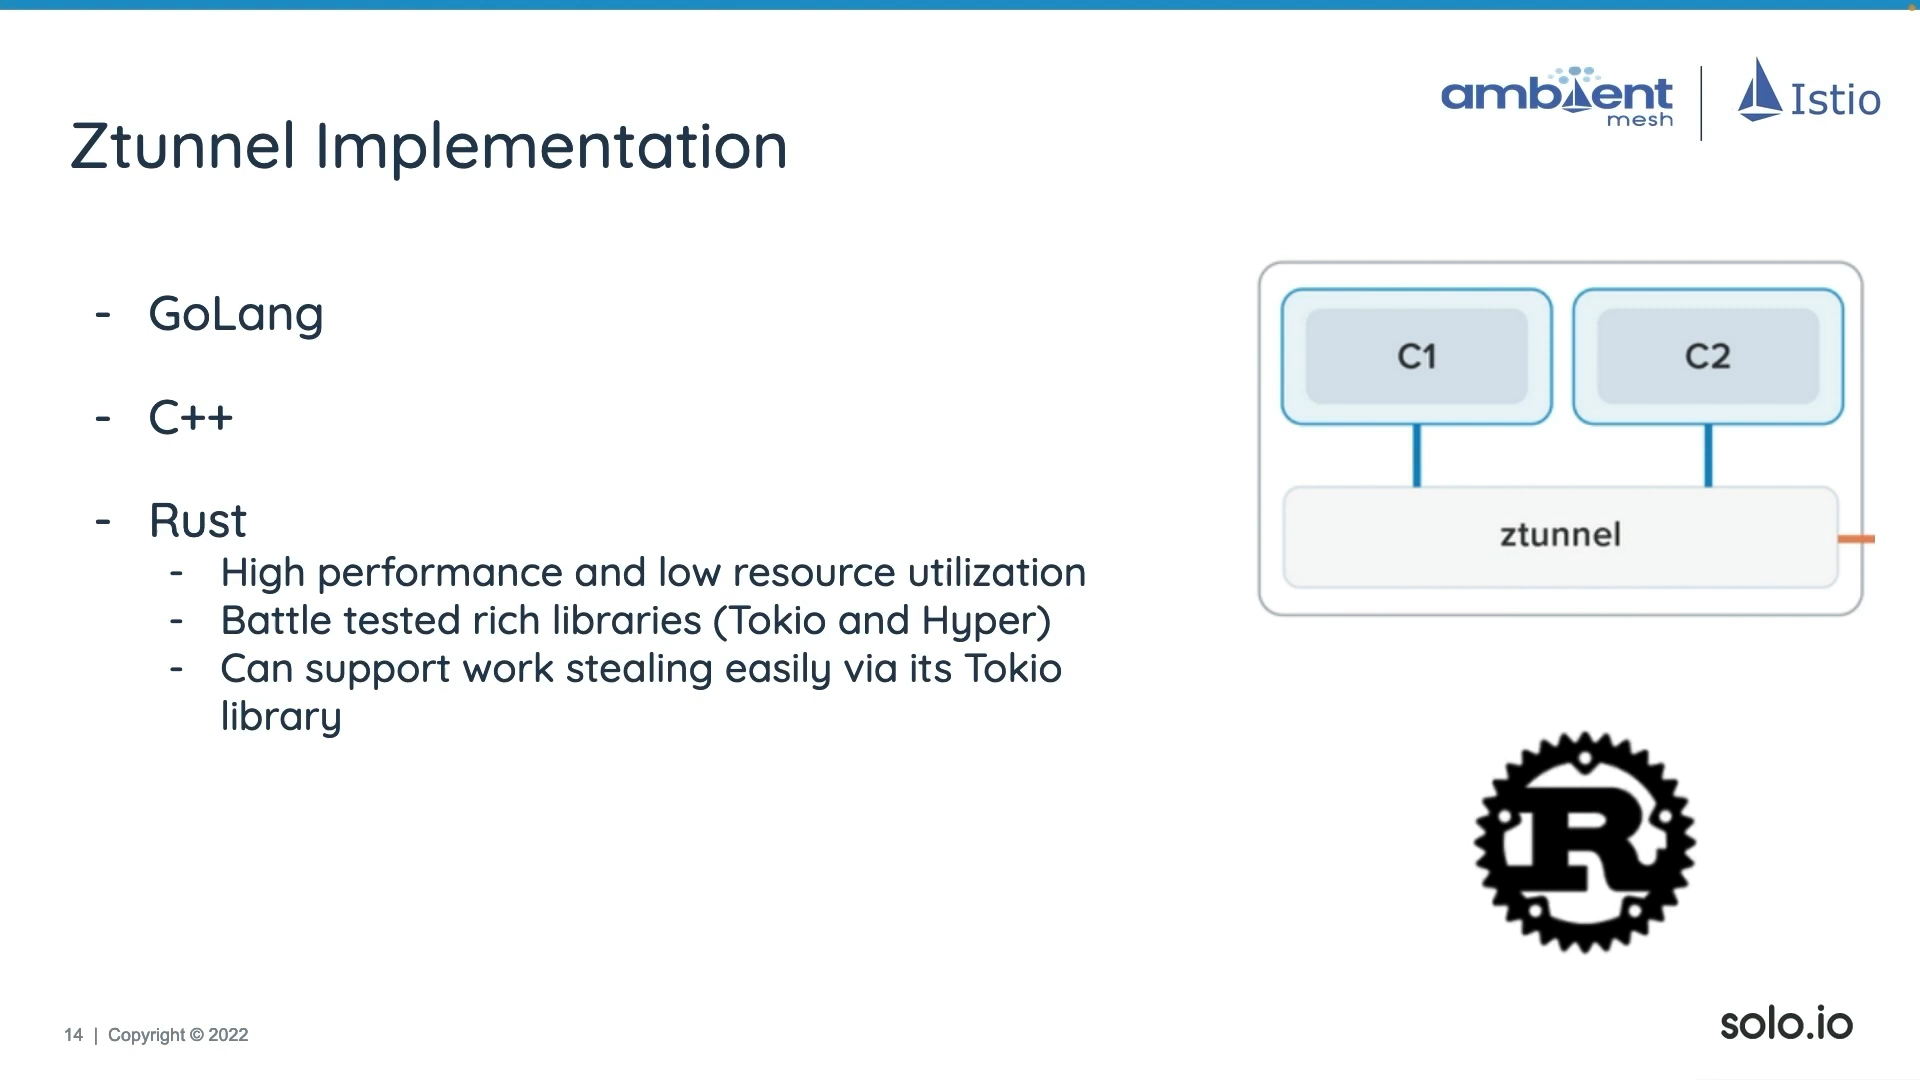 ambient
mesh
Istio
Ztunnel Implementation
- GoLang
- C++
- Rust
- High performance and low resource utilization
- Battle tested rich libraries (Tokio and Hyper)
- Can support work stealing easily via its Tokio
library
C1
C2
ztunnel
R
14 | Copyright © 2022
solo.io